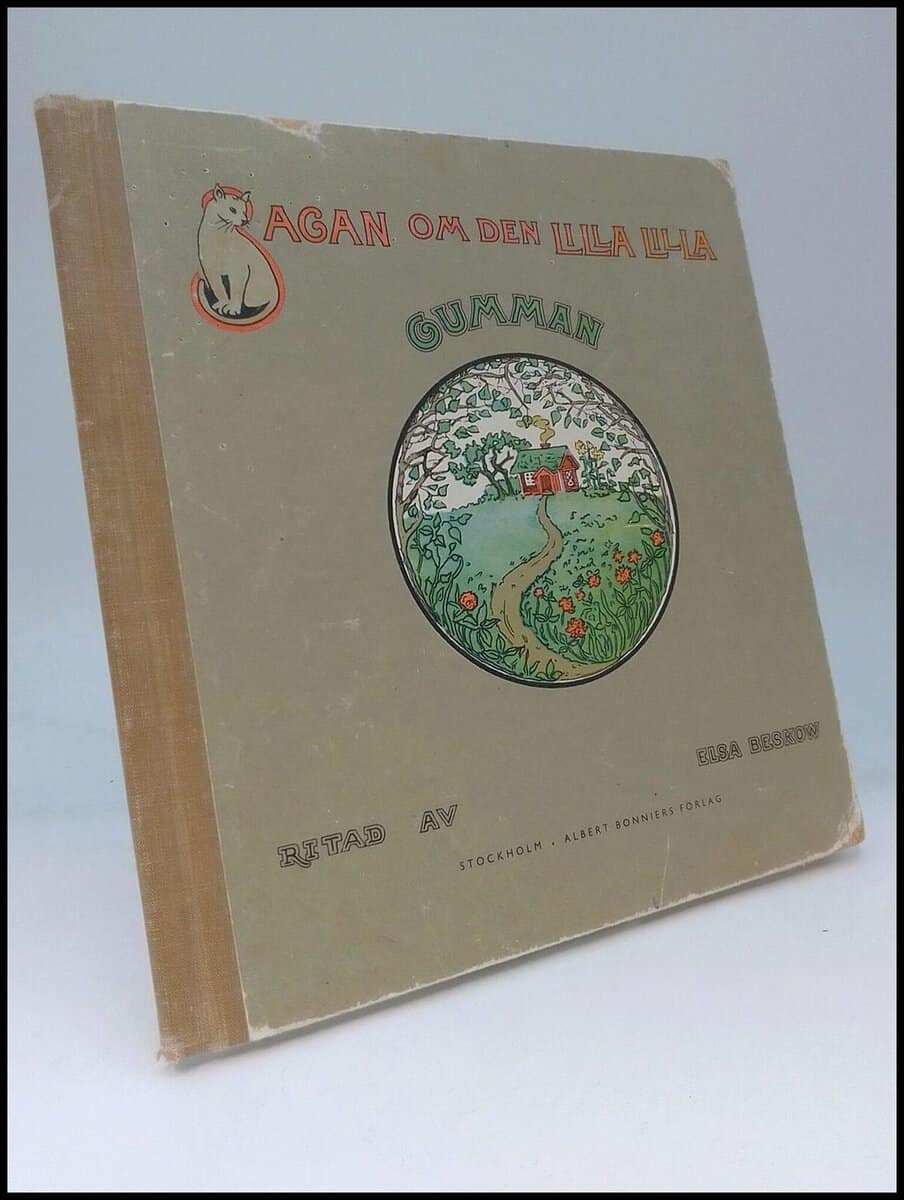 SAGAN OM DEN LILLA LILLA
GUMMAN
RITAD AV ELSA BESKOW
STOCKHOLM · ALBERT BONNIERS FÖRLAG